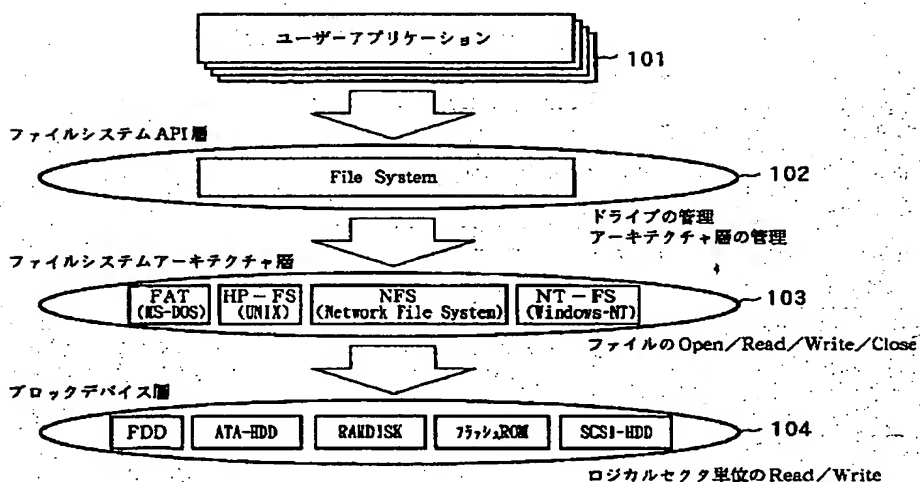 ユーザーアプリケーション
101
ファイルシステムAPI層
File System
102
ドライブの管理
アーキテクチャ層の管理
ファイルシステムアーキテクチャ層
FAT
(MS-DOS)
HP-FS
(UNIX)
NFS
(Network File System)
NT-FS
(Windows-NT)
103
ファイルのOpen/Read/Write/Close
ブロックデバイス層
FDD
ATA-HDD
RAMDISK
フラッシュROM
SCSI-HDD
104
ロジカルセクタ単位のRead/Write